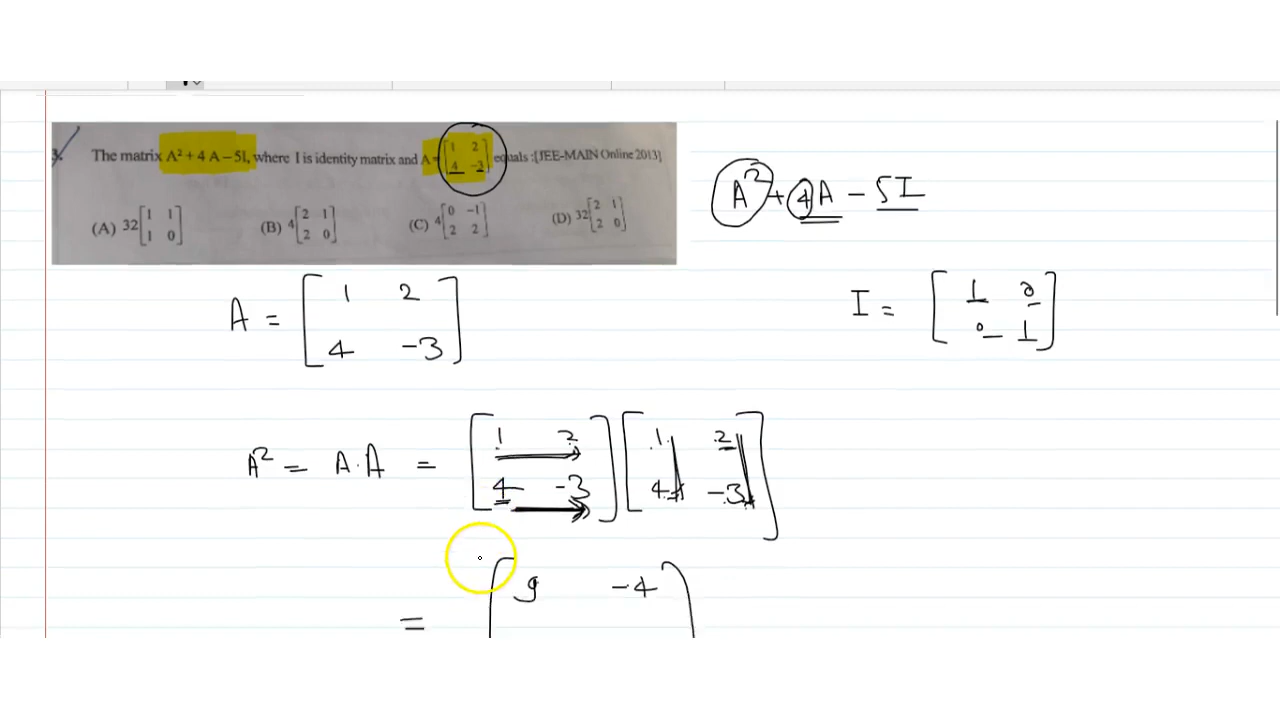 3. The matrix A² + 4 A – 5I, where I is identity matrix and A = [1 2; 4 -3] equals :[JEE-MAIN Online 2013]
(A) 32 [1 1; 1 0] (B) 4 [2 1; 2 0] (C) 4 [0 -1; 2 2] (D) 32 [2 1; 2 0]
A² + 4A - 5I
A = [1 2; 4 -3]
I = [1 0; 0 1]
A² = A.A = [1 2; 4 -3] [1 2; 4 -3]
= [9 -4